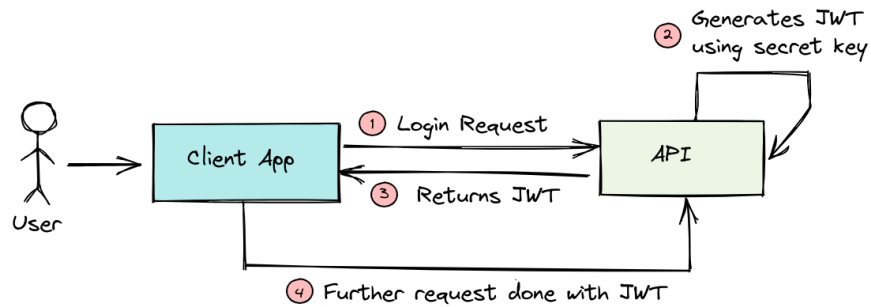 2 Generates JWT
using secret key
1 Login Request
Client App
API
3 Returns JWT
User
4 Further request done with JWT